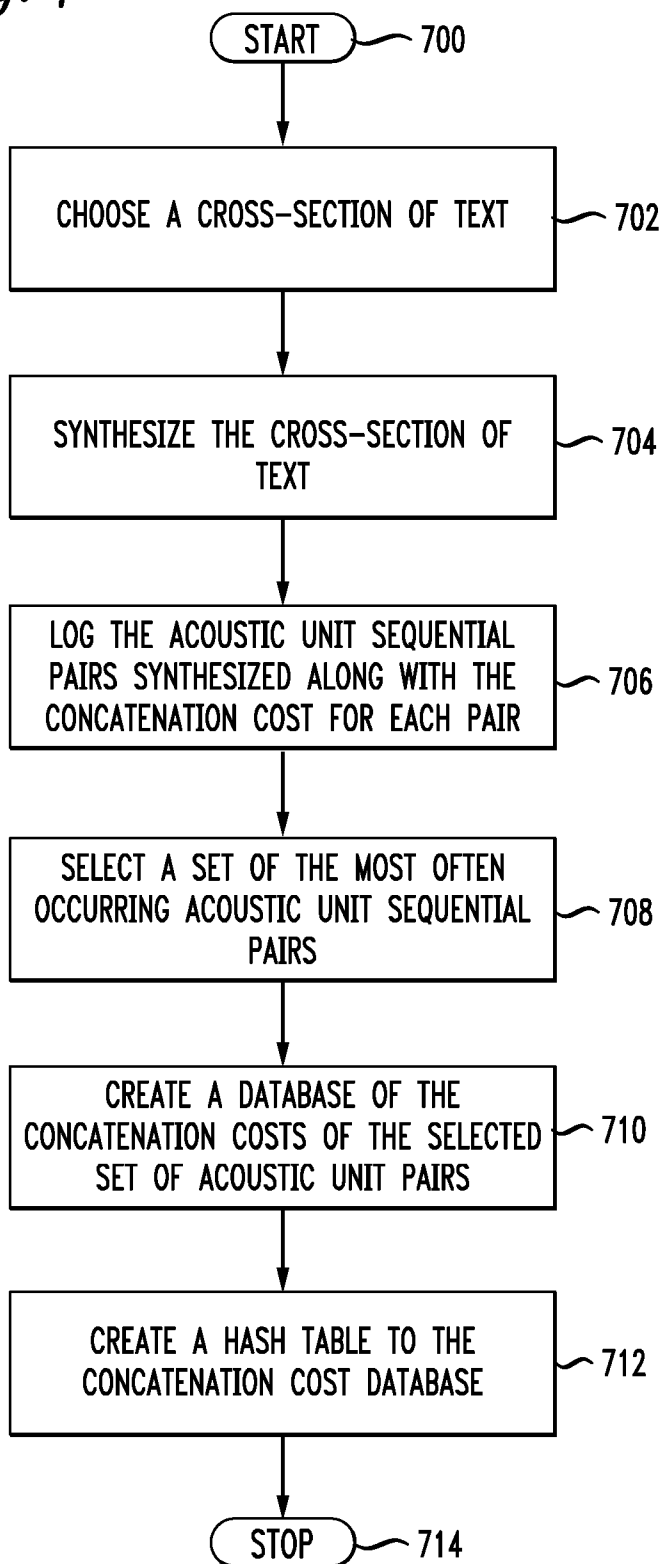 START 700
CHOOSE A CROSS-SECTION OF TEXT 702
SYNTHESIZE THE CROSS-SECTION OF
TEXT
704
LOG THE ACOUSTIC UNIT SEQUENTIAL
PAIRS SYNTHESIZED ALONG WITH THE
CONCATENATION COST FOR EACH PAIR
706
SELECT A SET OF THE MOST OFTEN
OCCURRING ACOUSTIC UNIT SEQUENTIAL
PAIRS
708
CREATE A DATABASE OF THE
CONCATENATION COSTS OF THE SELECTED
SET OF ACOUSTIC UNIT PAIRS
710
CREATE A HASH TABLE TO THE
CONCATENATION COST DATABASE
712
STOP 714